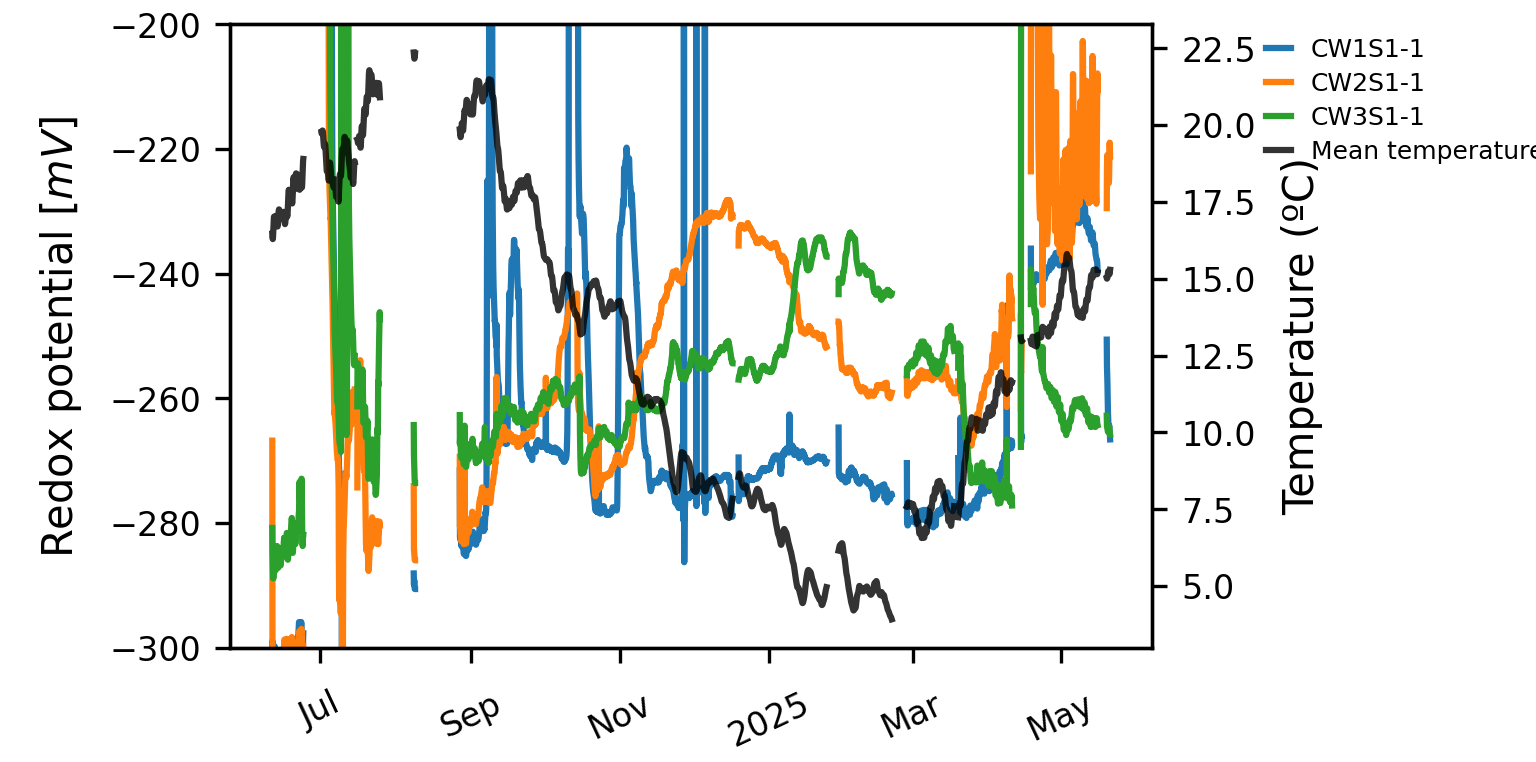 Redox potential [mV]
−200
−220
−240
−260
−280
−300
Jul
Sep
Nov
2025
Mar
May
22.5
20.0
17.5
15.0
12.5
10.0
7.5
5.0
Temperature (ºC)
CW1S1-1
CW2S1-1
CW3S1-1
Mean temperature